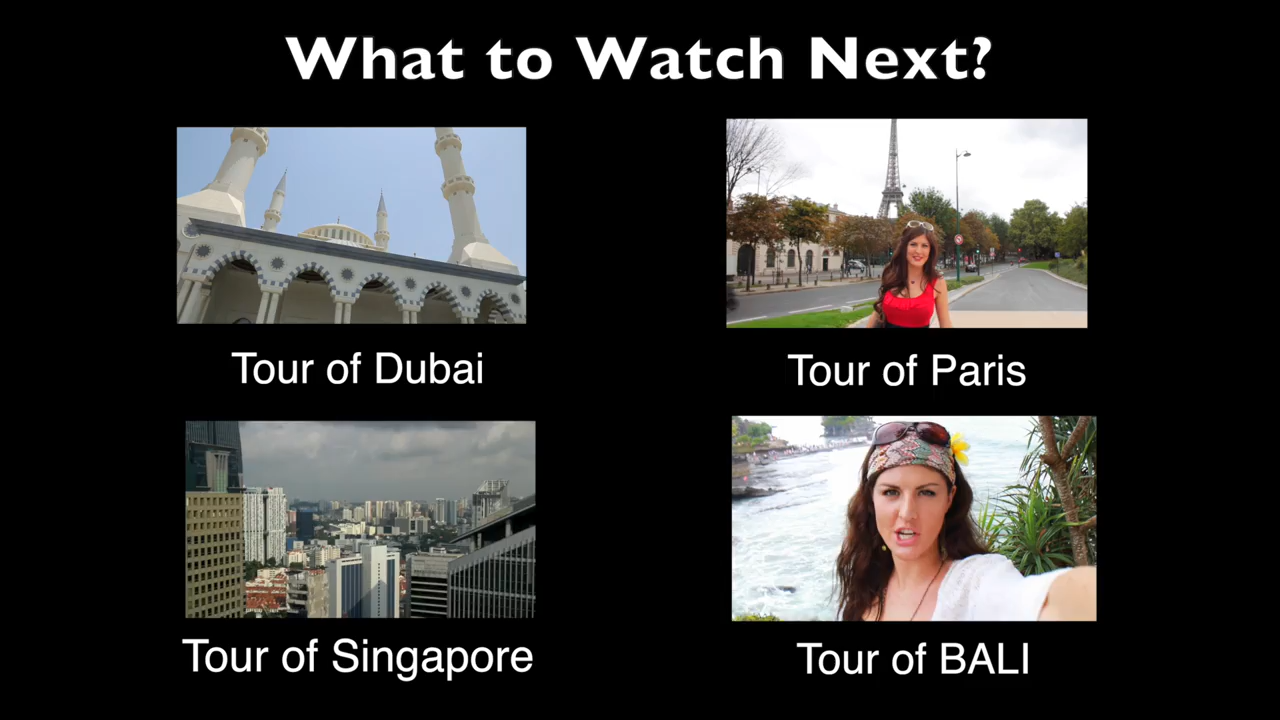 What to Watch Next?
Tour of Dubai
Tour of Paris
Tour of Singapore
Tour of BALI